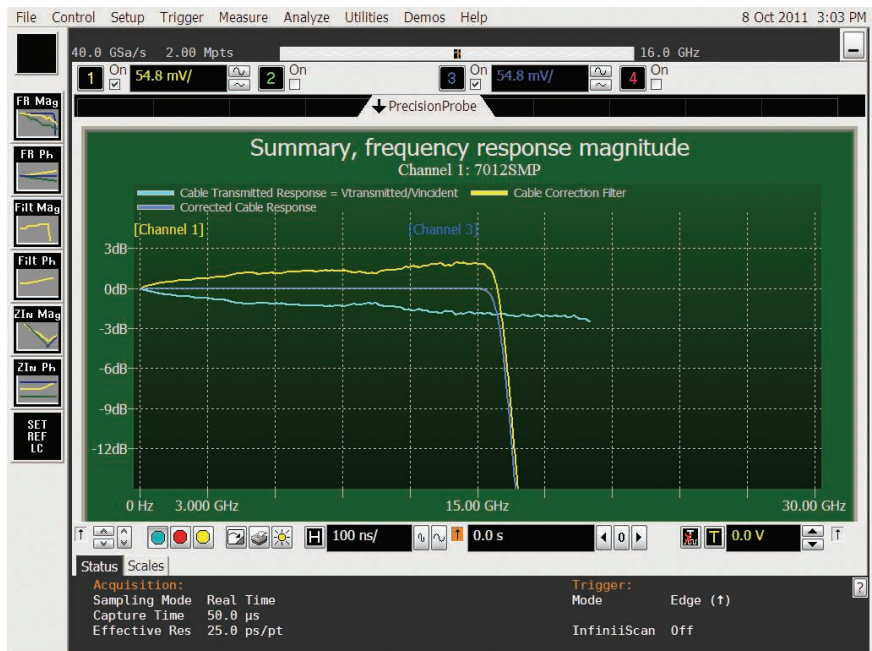 File Control Setup Trigger Measure Analyze Utilities Demos Help 8 Oct 2011 3:03 PM
40.0 GSa/s 2.00 Mpts 16.0 GHz
1 On 54.8 mV/ 2 On 3 On 54.8 mV/ 4 On
PrecisionProbe
FR Mag
FR Ph
Filt Mag
Filt Ph
ZIN Mag
ZIN Ph
SET
REF
LC
Summary, frequency response magnitude
Channel 1: 7012SMP
Cable Transmitted Response = Vtransmitted/Vincident Cable Correction Filter
Corrected Cable Response
[Channel 1] [Channel 3]
3dB
0dB
-3dB
-6dB
-9dB
-12dB
0 Hz 3.000 GHz 15.00 GHz 30.00 GHz
H 100 ns/ 0.0 s 0 T 0.0 V
Status Scales
Acquisition: Trigger: ?
Sampling Mode Real Time Mode Edge (↑)
Capture Time 50.0 µs
Effective Res 25.0 ps/pt InfiniiScan Off